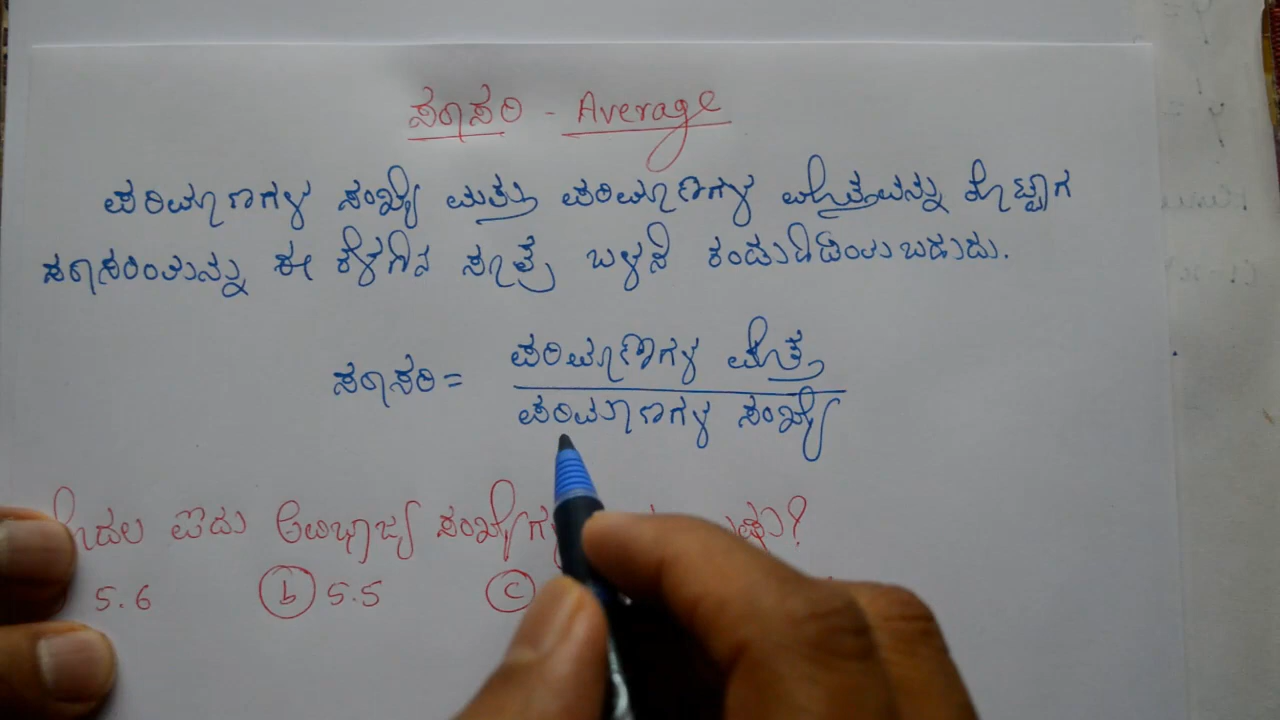 ಸರಾಸರಿ - Average
ಪರಿಮಾಣಗಳ ಸಂಖ್ಯೆ ಮತ್ತು ಪರಿಮಾಣಗಳ ಮೊತ್ತವನ್ನು ಕೊಟ್ಟಾಗ
ಸರಾಸರಿಯನ್ನು ಈ ಕೆಳಗಿನ ಸೂತ್ರ ಬಳಸಿ ಕಂಡುಹಿಡಿಯಬಹುದು.
ಸರಾಸರಿ = ಪರಿಮಾಣಗಳ ಮೊತ್ತ
ಪರಿಮಾಣಗಳ ಸಂಖ್ಯೆ
ಐದು ಅವಿಭಾಜ್ಯ
5.6 b 5.5 c